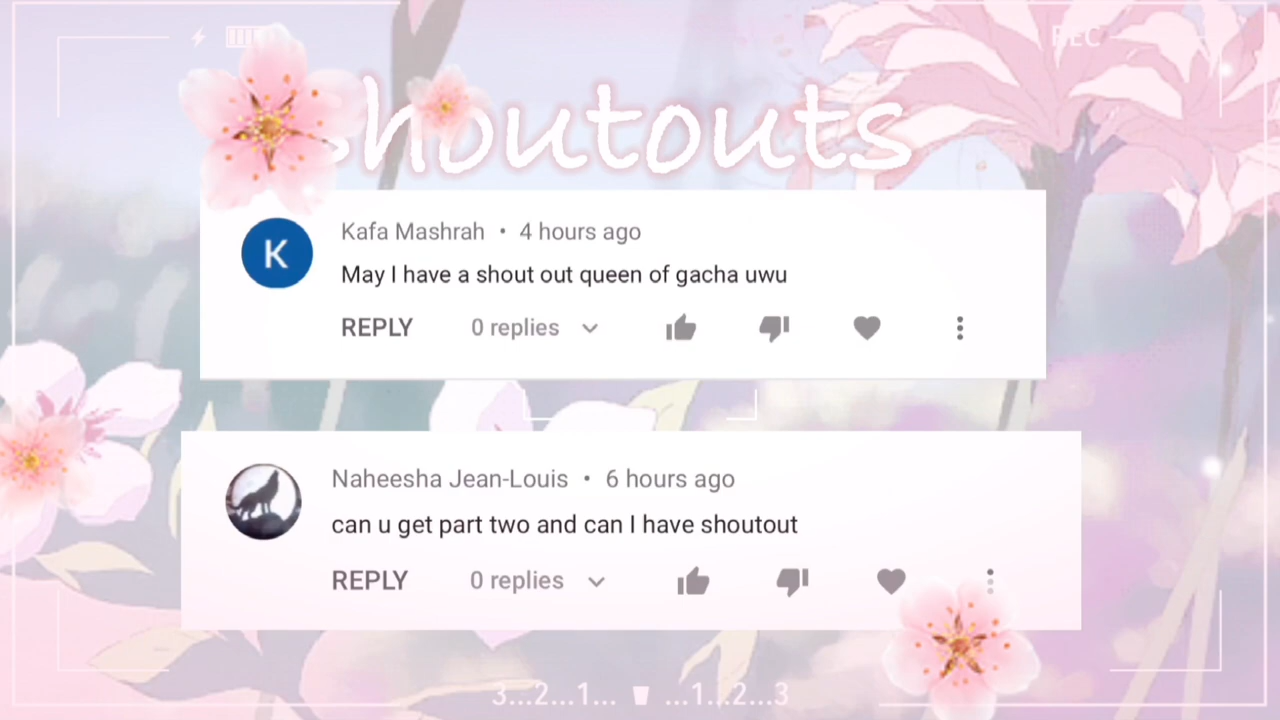 REC
shoutouts
K
Kafa Mashrah • 4 hours ago
May I have a shout out queen of gacha uwu
REPLY 0 replies
Naheesha Jean-Louis • 6 hours ago
can u get part two and can I have shoutout
REPLY 0 replies
3...2...1... ...1...2...3